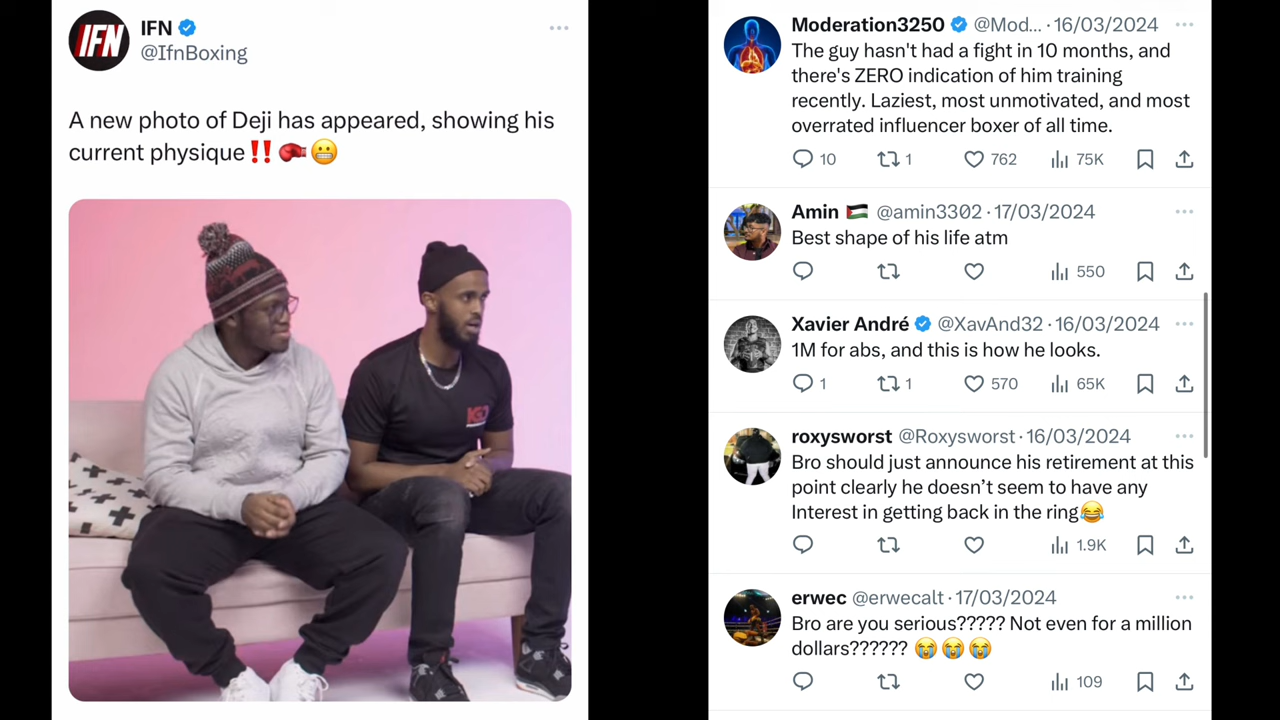 IFN
IFN
@IfnBoxing
A new photo of Deji has appeared, showing his
current physique‼️🥊😬
Moderation3250 @Mod... · 16/03/2024
The guy hasn't had a fight in 10 months, and
there's ZERO indication of him training
recently. Laziest, most unmotivated, and most
overrated influencer boxer of all time.
10 1 762 75K
Amin 🇵🇸 @amin3302 · 17/03/2024
Best shape of his life atm
550
Xavier André @XavAnd32 · 16/03/2024
1M for abs, and this is how he looks.
1 1 570 65K
roxysworst @Roxysworst · 16/03/2024
Bro should just announce his retirement at this
point clearly he doesn’t seem to have any
Interest in getting back in the ring😂
1.9K
erwec @erwecalt · 17/03/2024
Bro are you serious????? Not even for a million
dollars?????? 😭😭😭
109